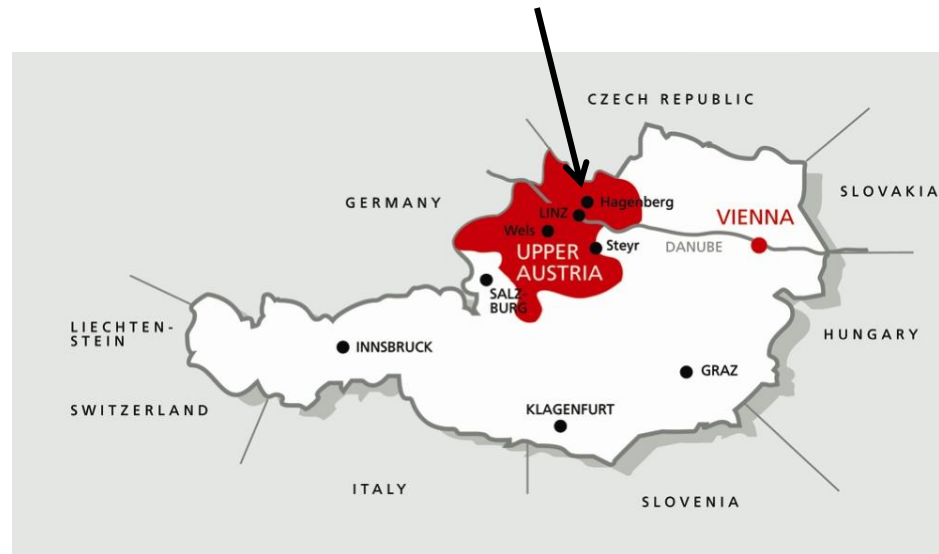 CZECH REPUBLIC
SLOVAKIA
GERMANY
Hagenberg
LINZ
VIENNA
Wels
Steyr
DANUBE
UPPER
AUSTRIA
SALZ-
BURG
LIECHTEN-
STEIN
HUNGARY
INNSBRUCK
GRAZ
SWITZERLAND
KLAGENFURT
ITALY
SLOVENIA